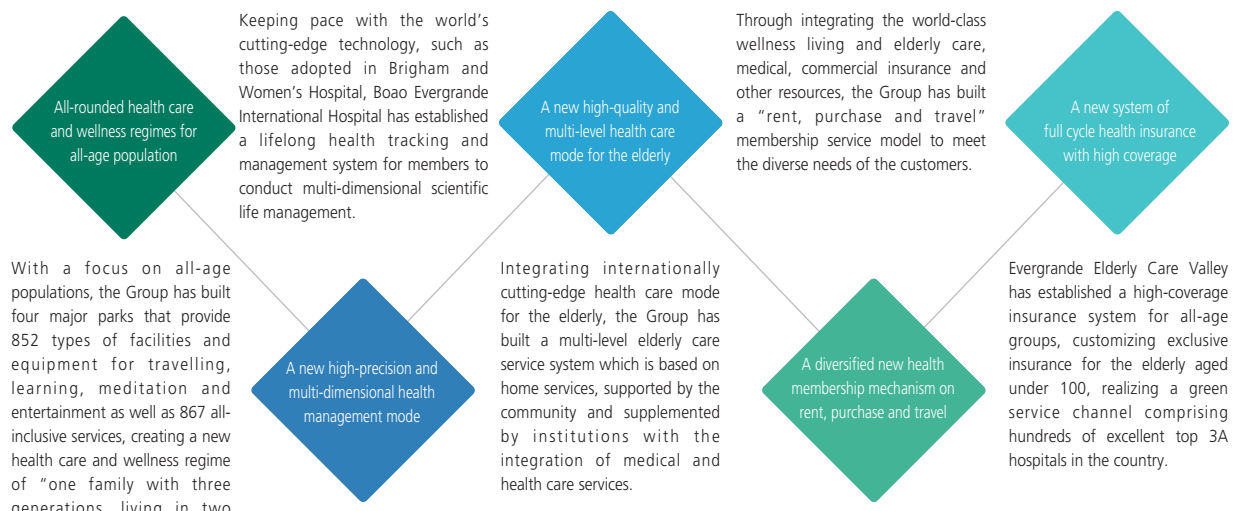 All-rounded health care
and wellness regimes for
all-age population
With a focus on all-age
populations, the Group has built
four major parks that provide
852 types of facilities and
equipment for travelling,
learning, meditation and
entertainment as well as 867 all-
inclusive services, creating a new
health care and wellness regime
of “one family with three
generations, living in two
Keeping pace with the world’s
cutting-edge technology, such as
those adopted in Brigham and
Women’s Hospital, Boao Evergrande
International Hospital has established
a lifelong health tracking and
management system for members to
conduct multi-dimensional scientific
life management.
A new high-precision and
multi-dimensional health
management mode
A new high-quality and
multi-level health care
mode for the elderly
Integrating internationally
cutting-edge health care mode
for the elderly, the Group has
built a multi-level elderly care
service system which is based on
home services, supported by the
community and supplemented
by institutions with the
integration of medical and
health care services.
Through integrating the world-class
wellness living and elderly care,
medical, commercial insurance and
other resources, the Group has built
a “rent, purchase and travel”
membership service model to meet
the diverse needs of the customers.
A diversified new health
membership mechanism on
rent, purchase and travel
A new system of
full cycle health insurance
with high coverage
Evergrande Elderly Care Valley
has established a high-coverage
insurance system for all-age
groups, customizing exclusive
insurance for the elderly aged
under 100, realizing a green
service channel comprising
hundreds of excellent top 3A
hospitals in the country.